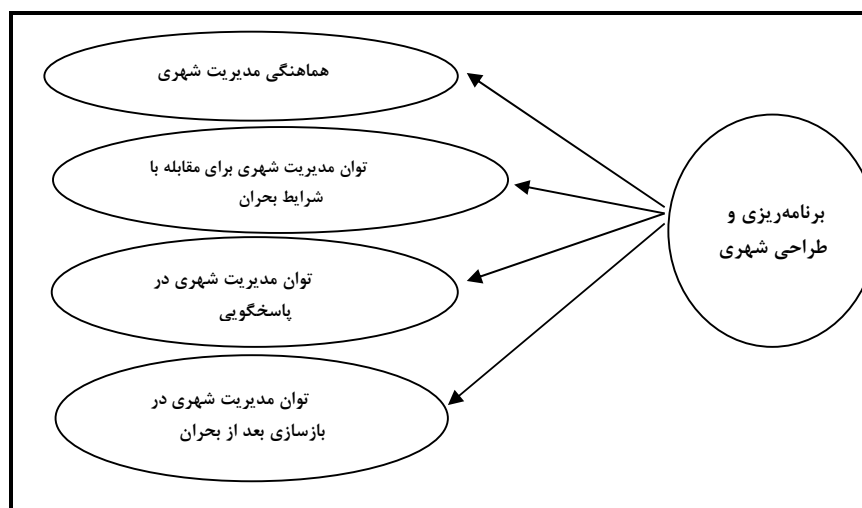 برنامه‌ریزی و
طراحی شهری
هماهنگی مدیریت شهری
توان مدیریت شهری برای مقابله با
شرایط بحران
توان مدیریت شهری در
پاسخگویی
توان مدیریت شهری در
بازسازی بعد از بحران